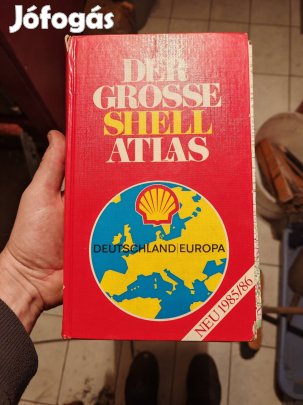 Jófogás
DER
GROSSE
SHELL
ATLAS
DEUTSCHLAND|EUROPA
NEU 1985/86